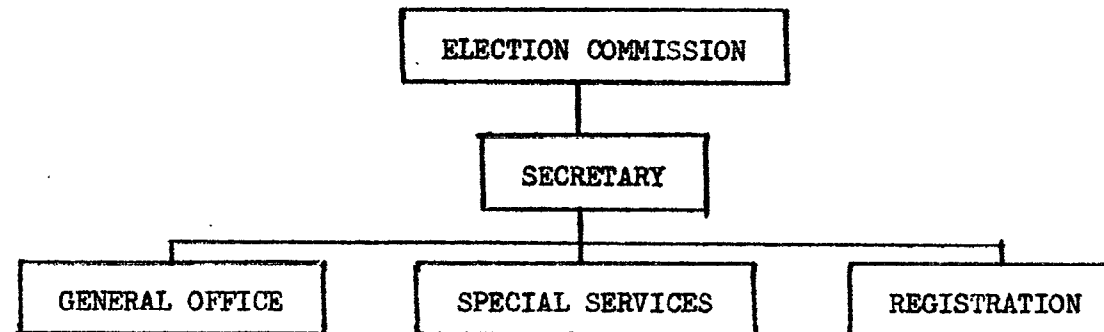 ELECTION COMMISSION
SECRETARY
GENERAL OFFICE SPECIAL SERVICES REGISTRATION